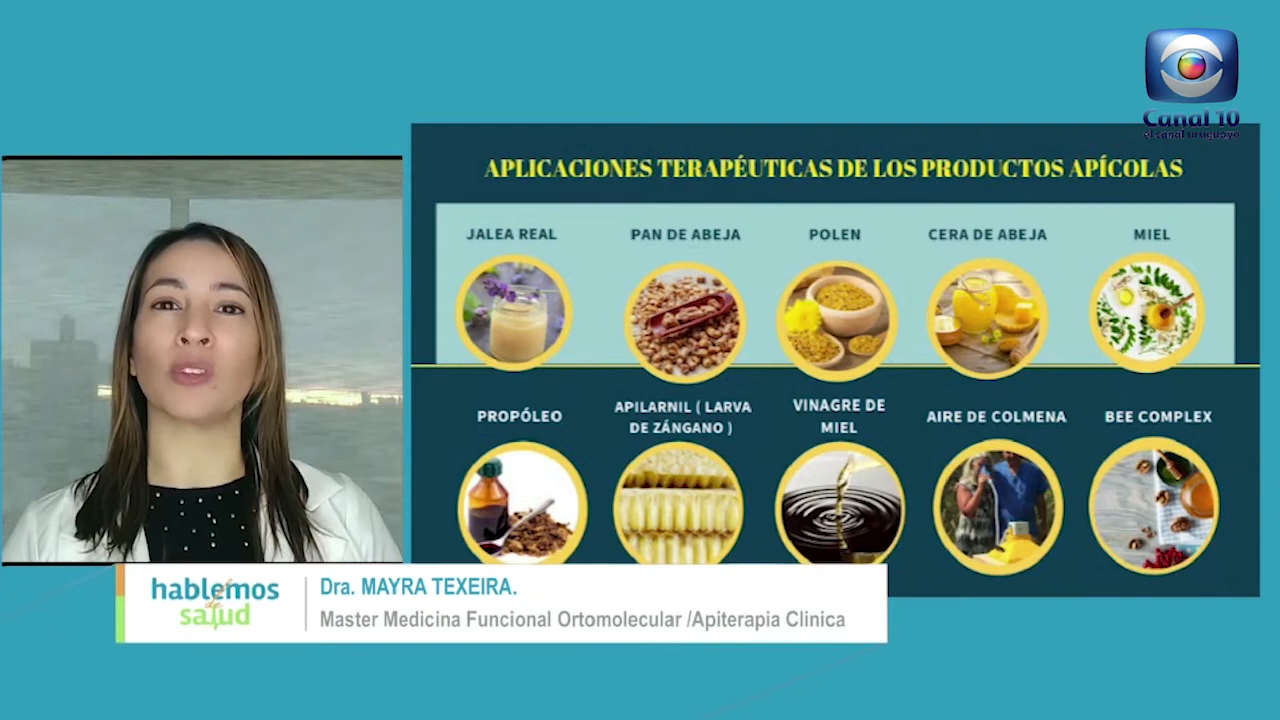 Canal 10
el canal uruguayo
APLICACIONES TERAPÉUTICAS DE LOS PRODUCTOS APÍCOLAS
JALEA REAL
PAN DE ABEJA
POLEN
CERA DE ABEJA
MIEL
PROPÓLEO
APILARNIL ( LARVA
DE ZÁNGANO )
VINAGRE DE
MIEL
AIRE DE COLMENA
BEE COMPLEX
hablemos
de
salud
Dra. MAYRA TEXEIRA.
Master Medicina Funcional Ortomolecular /Apiterapia Clinica